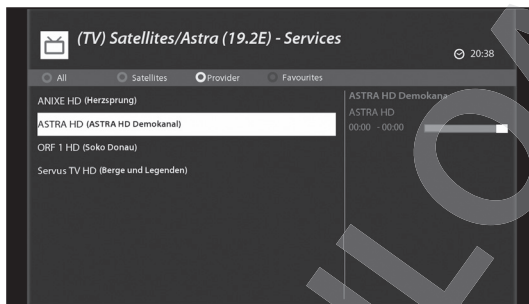 (TV) Satellites/Astra (19.2E) - Services
20:38
All Satellites Provider Favourites
ANIXE HD (Herzsprung)
ASTRA HD (ASTRA HD Demokanal)
ORF 1 HD (Soko Donau)
Servus TV HD (Berge und Legenden)
ASTRA HD Demokana
ASTRA HD
00:00 - 00:00